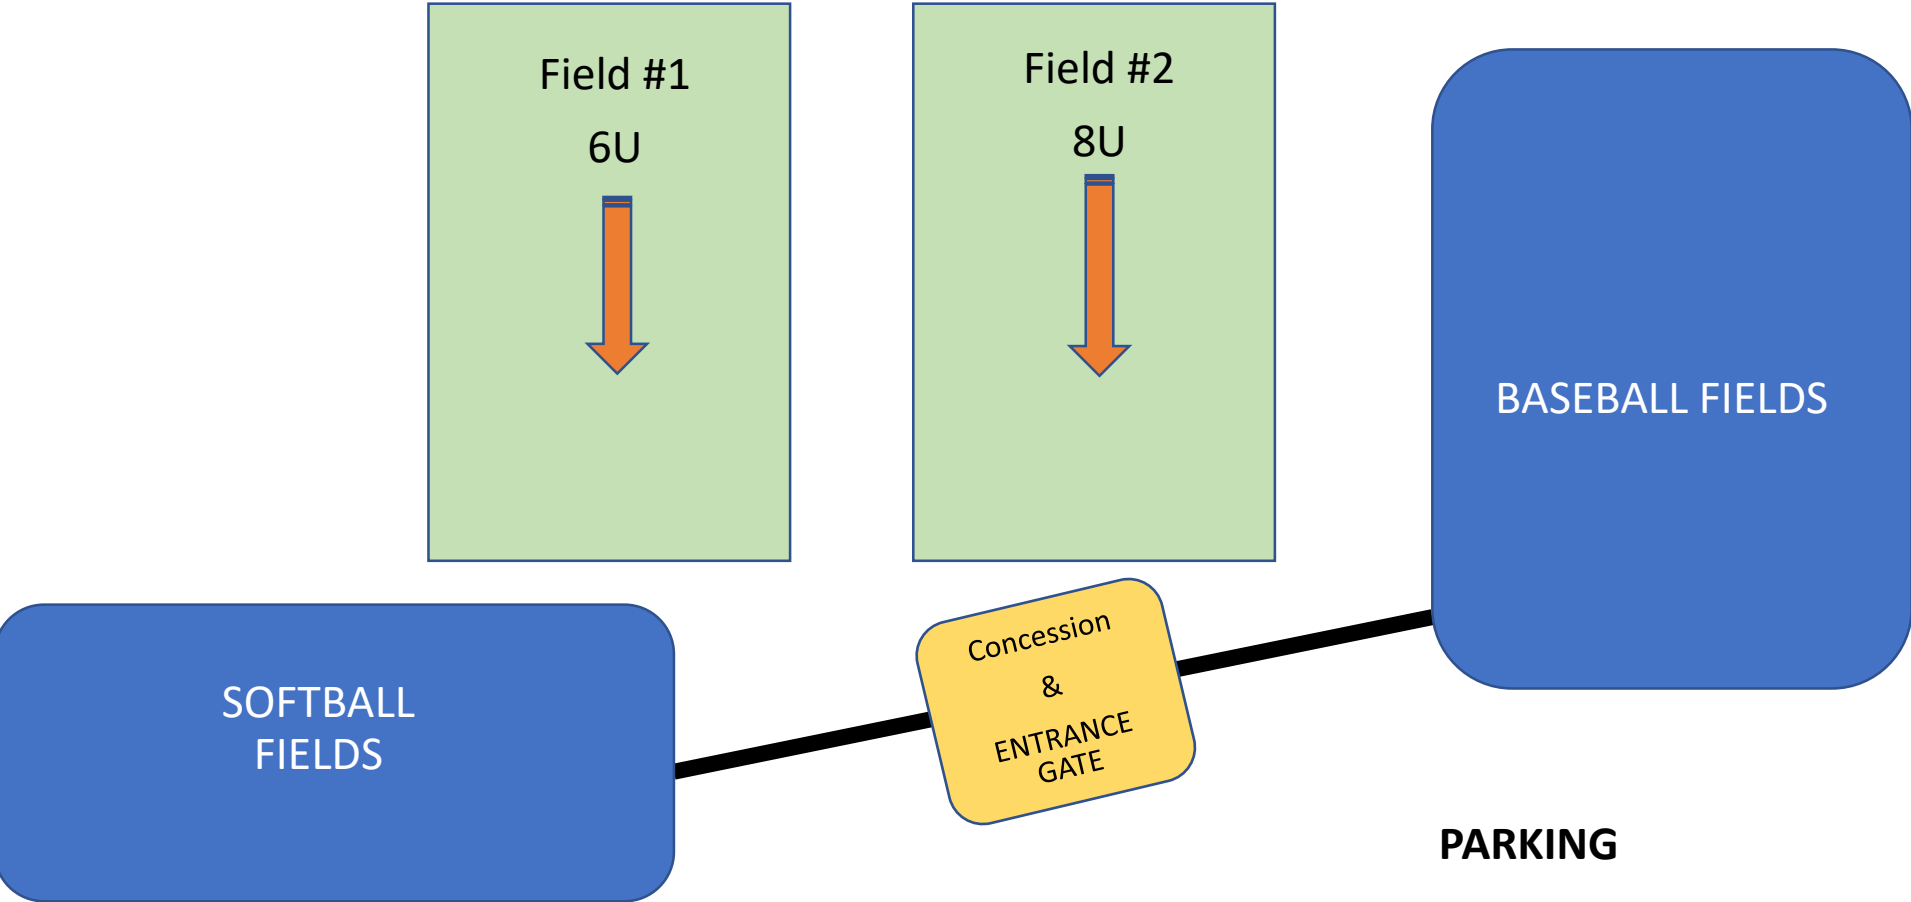 Field #1
6U
Field #2
8U
BASEBALL FIELDS
Concession
&
ENTRANCE
GATE
SOFTBALL
FIELDS
PARKING